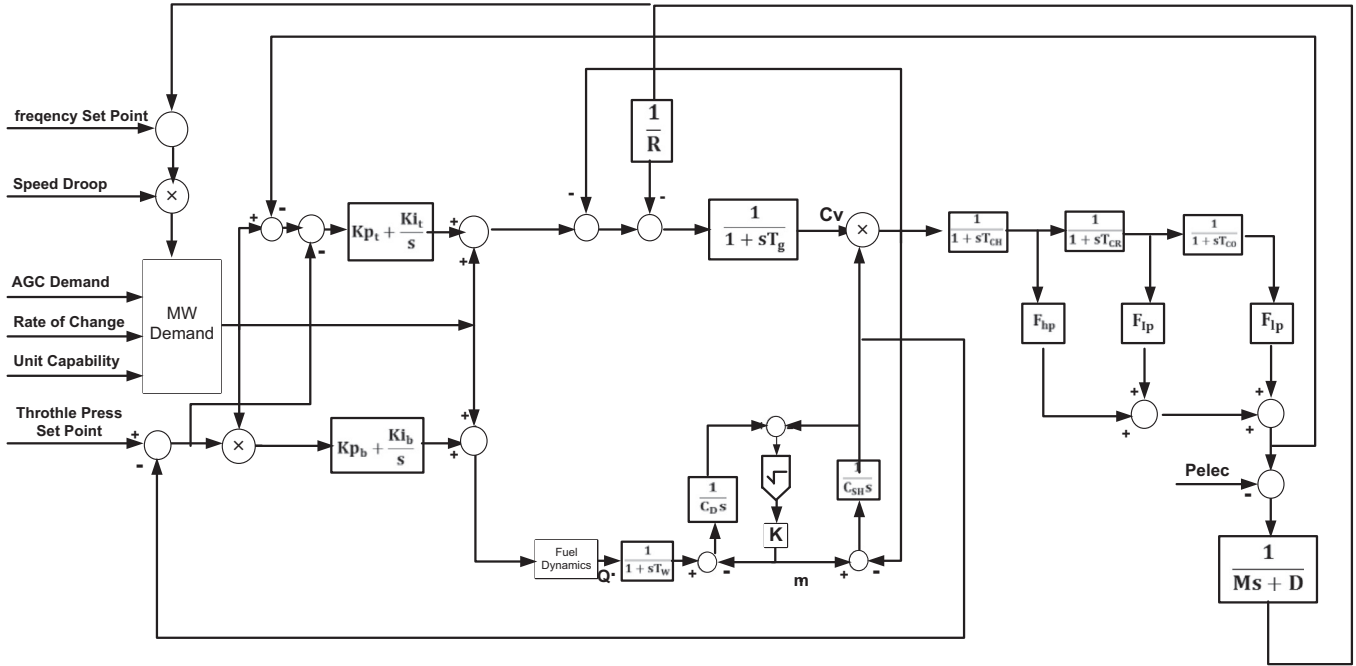 freqency Set Point
Speed Droop
×
AGC Demand
Rate of Change
Unit Capability
MW
Demand
Throthle Press
Set Point
+
-
×
+
-
-
Kp_t + Ki_t/s
+
+
Kp_b + Ki_b/s
+
+
-
1/R
-
1/(1 + sT_g)
Cv
×
1/(1 + sT_CH)
1/(1 + sT_CR)
1/(1 + sT_CO)
F_hp
F_Ip
F_lp
+
+
+
+
Pelec
-
1/(Ms + D)
Fuel
Dynamics
Q·
1/(1 + sT_W)
+
-
1/(C_D s)
√
K
m
+
-
1/(C_SH s)